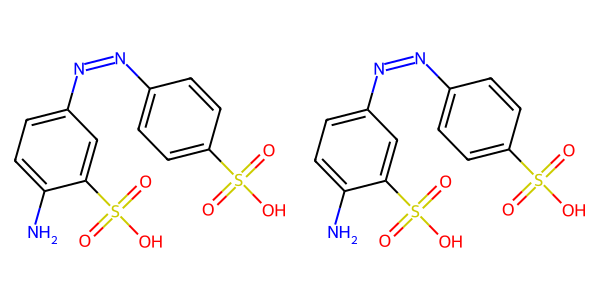 N N N N
O O
S S
O O O OH O O O OH
S S
NH2 O OH NH2 O OH